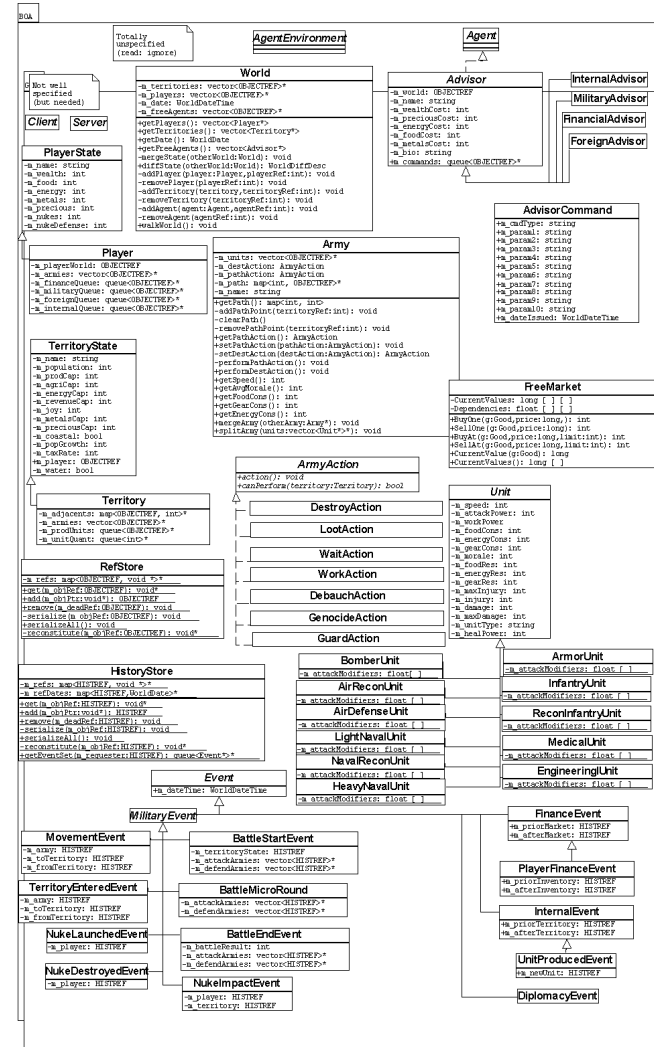 BOA
Totally
unspecified
(read: ignore)
AgentEnvironment
Agent
G
Not well
specified
(but needed)
Client
Server
World
-m_territories: vector<OBJECTREF>*
-m_players: vector<OBJECTREF>*
-m_date: WorldDateTime
-m_freeAgents: vector<OBJECTREF>*
+getPlayers(): vector<Player*>
+getTerritories(): vector<Territory*>
+getDate(): WorldDate
+getFreeAgents(): vector<Advisor*>
-mergeState(otherWorld:World): void
+diffState(otherWorld:World): WorldDiffDesc
-addPlayer(player:Player,playerRef:int): void
-removePlayer(playerRef:int): void
-addTerritory(territory,territoryRef:int): void
-removeTerritory(territoryRef:int): void
-addAgent(agent:Agent,agentRef:int): void
-removeAgent(agentRef:int): void
+walkWorld(): void
Advisor
-m_world: OBJECTREF
-m_name: string
-m_wealthCost: int
-m_preciousCost: int
-m_energyCost: int
-m_foodCost: int
-m_metalsCost: int
-m_bio: string
-m_commands: queue<OBJECTREF>*
InternalAdvisor
MilitaryAdvisor
FinancialAdvisor
ForeignAdvisor
PlayerState
-m_name: string
-m_wealth: int
-m_food: int
-m_energy: int
-m_metals: int
-m_precious: int
-m_nukes: int
-m_nukeDefense: int
AdvisorCommand
+m_cmdType: string
+m_param1: string
+m_param2: string
+m_param3: string
+m_param4: string
+m_param5: string
+m_param6: string
+m_param7: string
+m_param8: string
+m_param9: string
+m_param10: string
+m_dateIssued: WorldDateTime
Player
-m_playerWorld: OBJECTREF
-m_armies: vector<OBJECTREF>*
-m_financeQueue: queue<OBJECTREF>*
-m_militaryQueue: queue<OBJECTREF>*
-m_foreignQueue: queue<OBJECTREF>*
-m_internalQueue: queue<OBJECTREF>*
Army
-m_units: vector<OBJECTREF>*
-m_destAction: ArmyAction
-m_pathAction: ArmyAction
-m_path: map<int, OBJECTREF>*
-m_name: string
+getPath(): map<int, int>
-addPathPoint(territoryRef:int): void
-clearPath()
-removePathPoint(territoryRef:int): void
+getPathAction(): ArmyAction
+setPathAction(pathAction:ArmyAction): void
-setDestAction(destAction:ArmyAction): ArmyAction
-performPathAction(): void
+performDestAction(): void
+getSpeed(): int
+getAvgMorale(): int
+getFoodCons(): int
+getGearCons(): int
+getEnergyCons(): int
+mergeArmy(otherArmy:Army*): void
+splitArmy(units:vector<Unit*>*): void
TerritoryState
-m_name: string
-m_population: int
-m_prodCap: int
-m_agriCap: int
-m_energyCap: int
-m_revenueCap: int
-m_joy: int
-m_metalsCap: int
-m_preciousCap: int
-m_coastal: bool
-m_popGrowth: int
-m_taxRate: int
+m_player: OBJECTREF
-m_water: bool
FreeMarket
-CurrentValues: long [ ] [ ]
-Dependencies: float [ ] [ ]
+BuyOne(g:Good,price:long,): int
+SellOne(g:Good,price:long): int
+BuyAt(g:Good,price:long,limit:int): int
+SellAt(g:Good,price:long,limit:int): int
+CurrentValue(g:Good): long
+CurrentValues(): long [ ]
ArmyAction
+action(): void
+canPerform(territory:Territory): bool
DestroyAction
LootAction
WaitAction
WorkAction
DebauchAction
GenocideAction
GuardAction
Unit
-m_speed: int
-m_attackPower: int
-m_workPower
-m_foodCons: int
-m_energyCons: int
-m_gearCons: int
-m_morale: int
-m_foodRes: int
-m_energyRes: int
-m_gearRes: int
-m_maxInjury: int
-m_injury: int
-m_damage: int
-m_maxDamage: int
-m_unitType: string
-m_healPower: int
Territory
-m_adjacents: map<OBJECTREF, int>*
-m_armies: vector<OBJECTREF>*
-m_prodUnits: queue<OBJECTREF>*
-m_unitQuant: queue<int>*
RefStore
-m_refs: map<OBJECTREF, void *>*
+get(m_objRef:OBJECTREF): void*
+add(m_objPtr:void*): OBJECTREF
+remove(m_deadRef:OBJECTREF): void
-serialize(m_objRef:OBJECTREF): void
+serializeAll(): void
-reconstitute(m_objRef:OBJECTREF): void*
HistoryStore
-m_refs: map<HISTREF, void *>*
-m_refDates: map<HISTREF,WorldDate>*
+get(m_objRef:HISTREF): void*
+add(m_objPtr:void*): HISTREF
+remove(m_deadRef:HISTREF): void
-serialize(m_objRef:HISTREF): void
+serializeAll(): void
-reconstitute(m_objRef:HISTREF): void*
+getEventSet(m_requester:HISTREF): queue<Event*>*
BomberUnit
-m_attackModifiers: float[ ]
AirReconUnit
-m_attackModifiers: float[ ]
AirDefenseUnit
-m_attackModifiers: float [ ]
LightNavalUnit
-m_attackModifiers: float [ ]
NavalReconUnit
-m_attackModifiers: float [ ]
HeavyNavalUnit
-m_attackModifiers: float [ ]
ArmorUnit
-m_attackModifiers: float [ ]
InfantryUnit
-m_attackModifiers: float [ ]
ReconInfantryUnit
-m_attackModifiers: float [ ]
MedicalUnit
-m_attackModifiers: float [ ]
EngineeringlUnit
-m_attackModifiers: float [ ]
Event
+m_dateTime: WorldDateTime
MilitaryEvent
MovementEvent
-m_army: HISTREF
-m_toTerritory: HISTREF
-m_fromTerritory: HISTREF
BattleStartEvent
-m_territoryState: HISTREF
-m_attackArmies: vector<HISTREF>*
-m_defendArmies: vector<HISTREF>*
TerritoryEnteredEvent
-m_army: HISTREF
-m_toTerritory: HISTREF
-m_fromTerritory: HISTREF
BattleMicroRound
-m_attackArmies: vector<HISTREF>*
-m_defendArmies: vector<HISTREF>*
NukeLaunchedEvent
-m_player: HISTREF
BattleEndEvent
-m_battleResult: int
-m_attackArmies: vector<HISTREF>*
-m_defendArmies: vector<HISTREF>*
NukeDestroyedEvent
-m_player: HISTREF
NukeImpactEvent
-m_player: HISTREF
-m_territory: HISTREF
FinanceEvent
+m_priorMarket: HISTREF
+m_afterMarket: HISTREF
PlayerFinanceEvent
+m_priorInventory: HISTREF
+m_afterInventory: HISTREF
InternalEvent
+m_priorTerritory: HISTREF
+m_afterTerritory: HISTREF
UnitProducedEvent
+m_newUnit: HISTREF
DiplomacyEvent